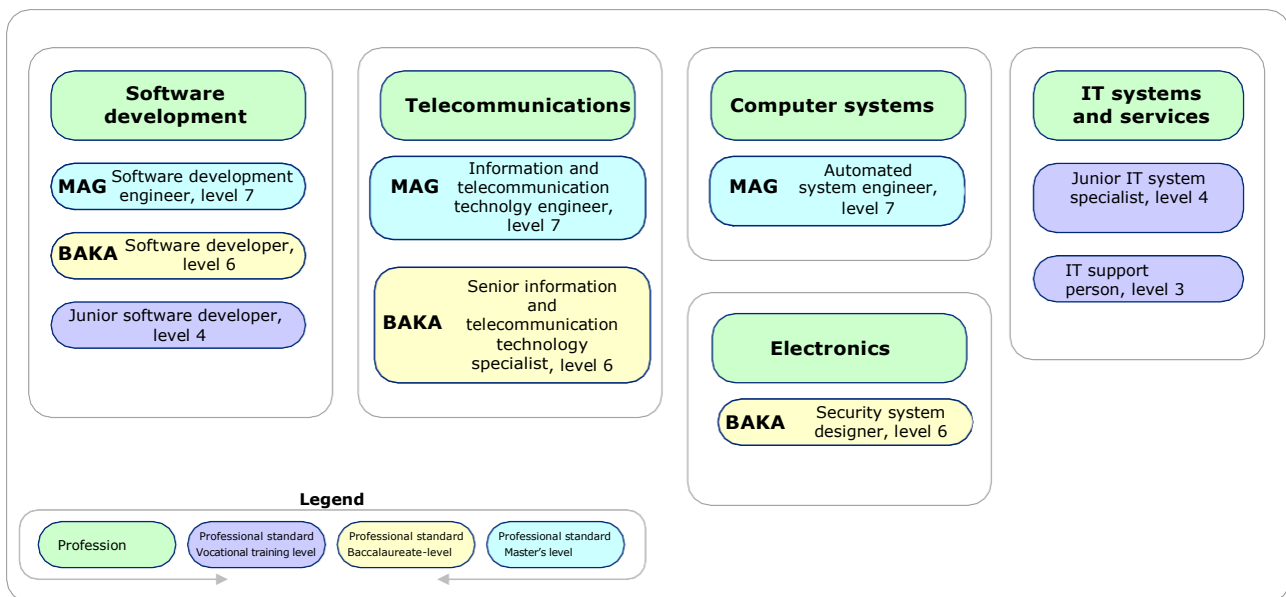 Software
development
MAG
Software development
engineer, level 7
BAKA
Software developer,
level 6
Junior software developer,
level 4
Telecommunications
MAG
Information and
telecommunication
technolgy engineer,
level 7
BAKA
Senior information
and
telecommunication
technology
specialist, level 6
Computer systems
MAG
Automated
system engineer,
level 7
Electronics
BAKA
Security system
designer, level 6
IT systems
and services
Junior IT system
specialist, level 4
IT support
person, level 3
Legend
Profession
Professional standard
Vocational training level
Professional standard
Baccalaureate-level
Professional standard
Master's level